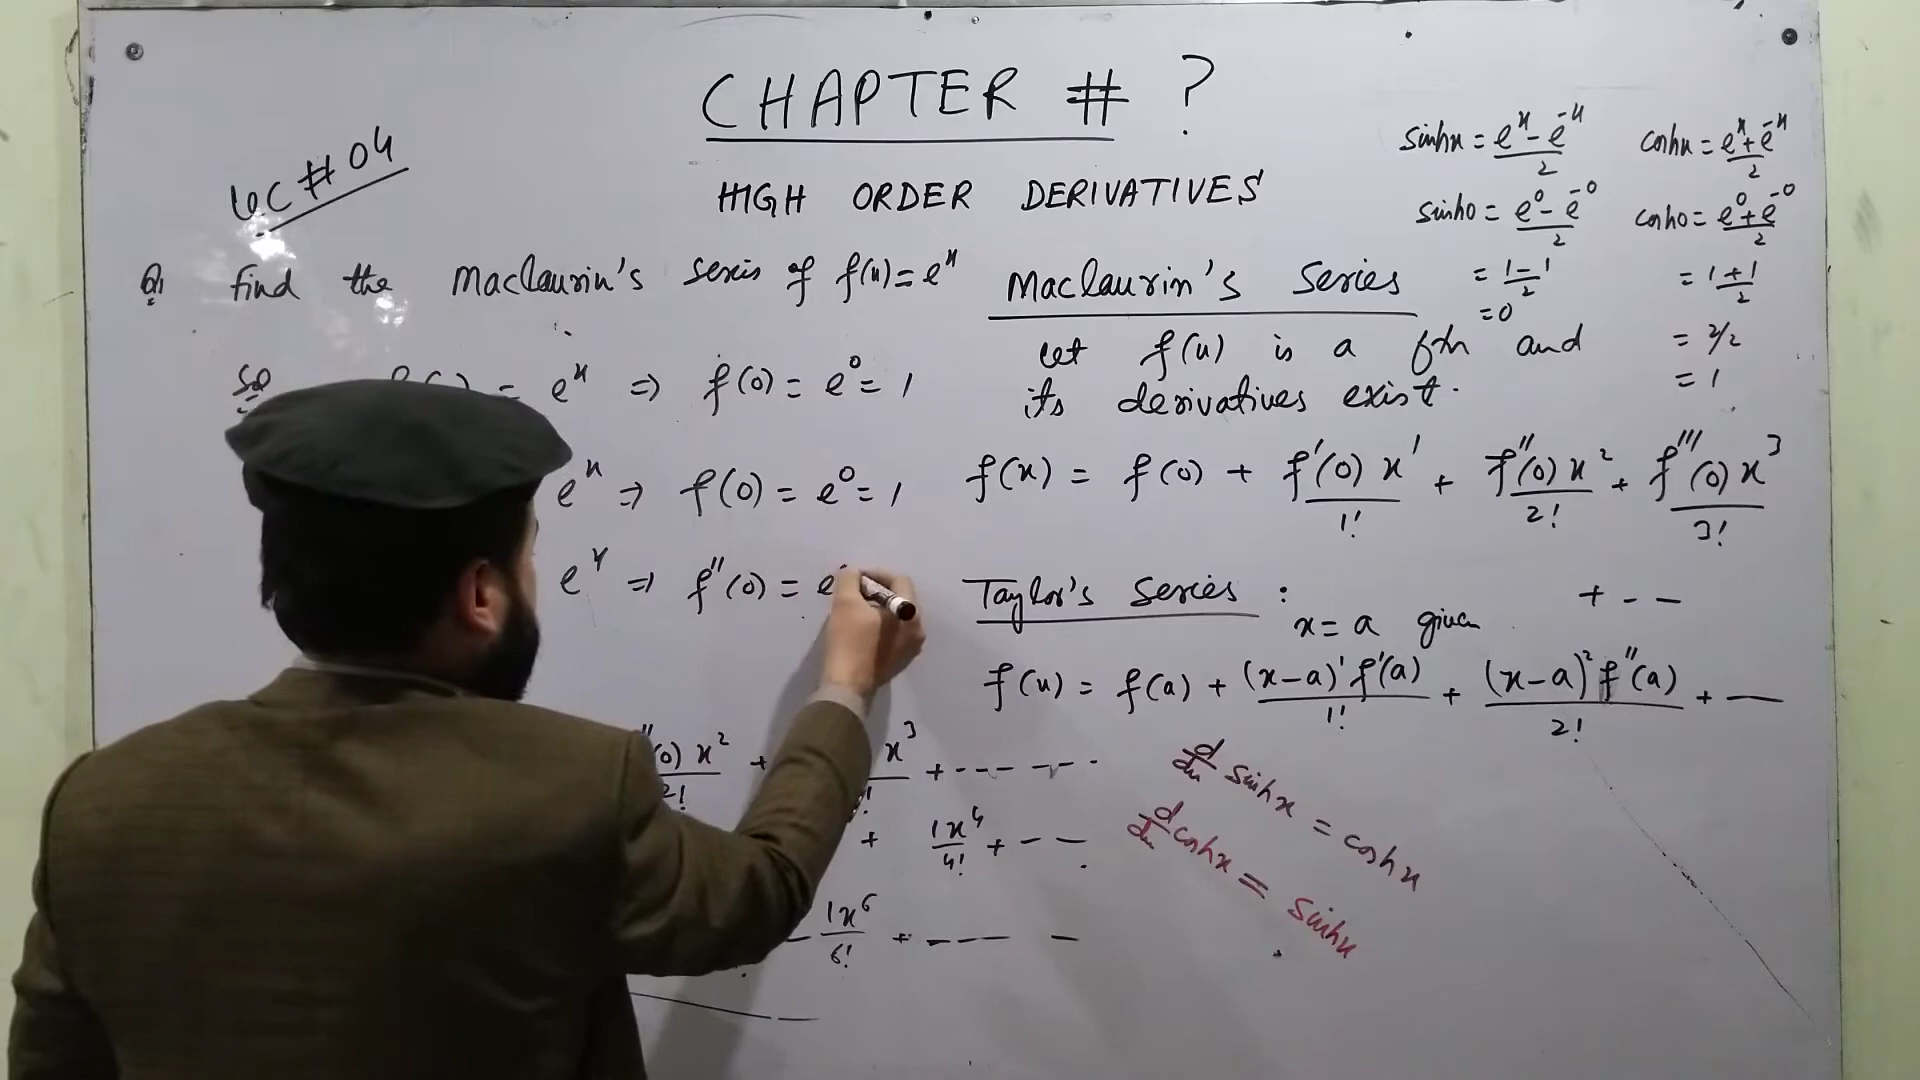 CHAPTER # ?
LEC # 04
HIGH ORDER DERIVATIVES
sinhx = (e^x - e^-x)/2
coshx = (e^x + e^-x)/2
sinh0 = (e^0 - e^-0)/2
cosh0 = (e^0 + e^-0)/2
= (1 - 1)/2
= (1 + 1)/2
= 0
= 2/2
= 1
Q: find the Maclaurin's series of f(x) = e^x
Sol
= e^x ⇒ f(0) = e^0 = 1
e^x ⇒ f(0) = e^0 = 1
e^x ⇒ f''(0) = e
(0) x^2 / 2! + x^3 / ! + - - - - - -
+ 1x^4/4! + - -
- 1x^6/6! + - - - -
Maclaurin's Series
let f(x) is a fxn and
its derivatives exist.
f(x) = f(0) + f'(0) x^1 / 1! + f''(0) x^2 / 2! + f'''(0) x^3 / 3!
+ - -
Taylor's Series :
x = a given
f(x) = f(a) + (x-a)^1 f'(a) / 1! + (x-a)^2 f''(a) / 2! + —
d/dx sinhx = coshx
d/dx coshx = sinhx